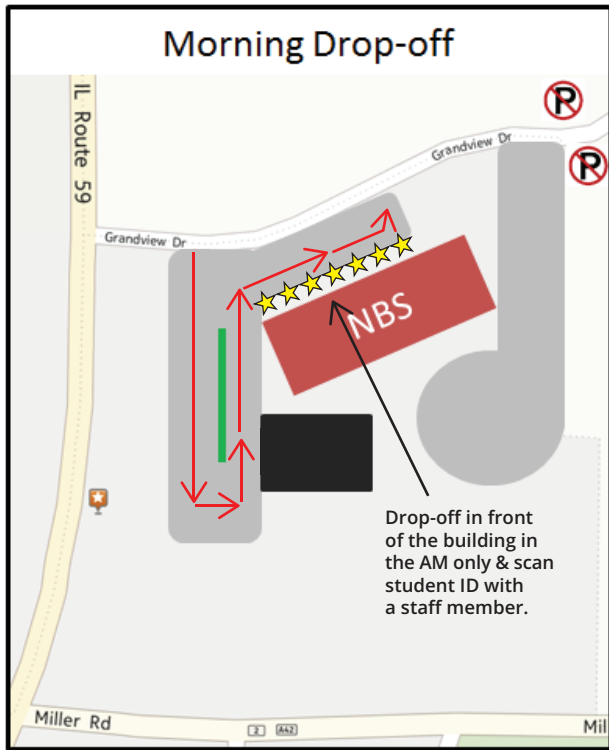 Morning Drop-off
IL Route 59
P
Grandview Dr
P
Grandview Dr
NBS
Drop-off in front
of the building in
the AM only & scan
student ID with
a staff member.
Miller Rd
2
A42
Mil